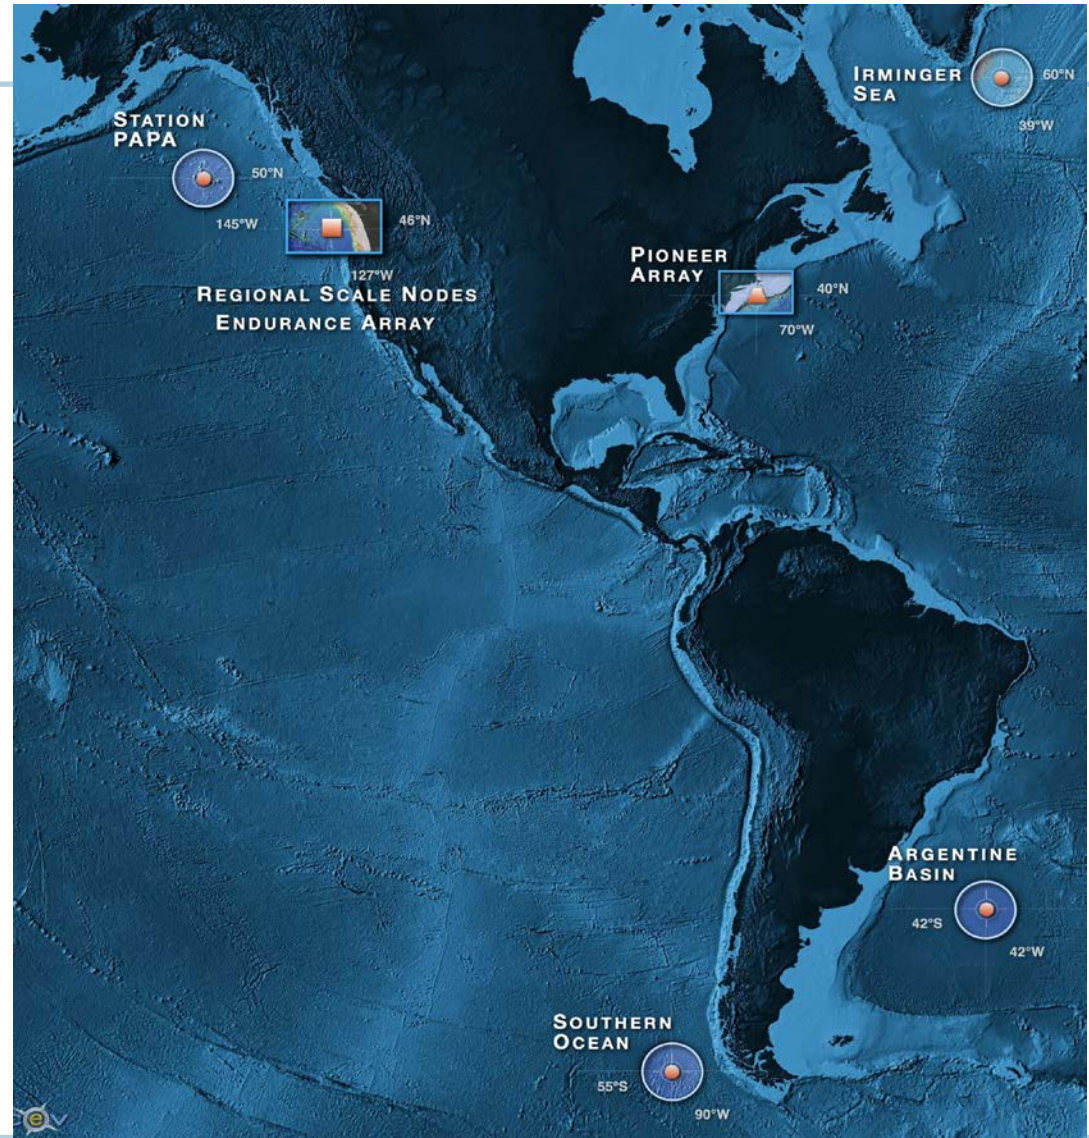 IRMINGER
SEA
60°N
39°W
STATION
PAPA
50°N
145°W
46°N
127°W
REGIONAL SCALE NODES
ENDURANCE ARRAY
PIONEER
ARRAY
40°N
70°W
ARGENTINE
BASIN
42°S
42°W
SOUTHERN
OCEAN
55°S
90°W